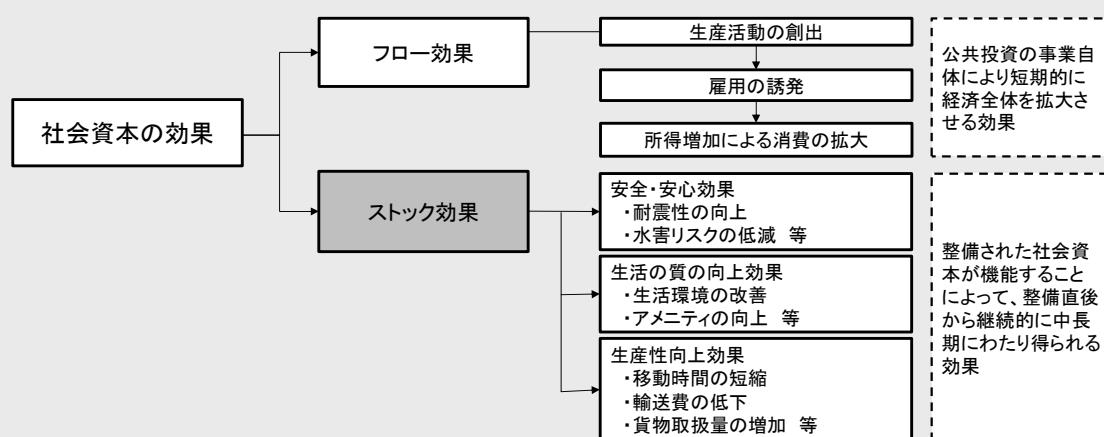 社会資本の効果
フロー効果
生産活動の創出
雇用の誘発
所得増加による消費の拡大
公共投資の事業自
体により短期的に
経済全体を拡大さ
せる効果
ストック効果
安全・安心効果
・耐震性の向上
・水害リスクの低減 等
生活の質の向上効果
・生活環境の改善
・アメニティの向上 等
生産性向上効果
・移動時間の短縮
・輸送費の低下
・貨物取扱量の増加 等
整備された社会資
本が機能すること
によって、整備直後
から継続的に中長
期にわたり得られる
効果